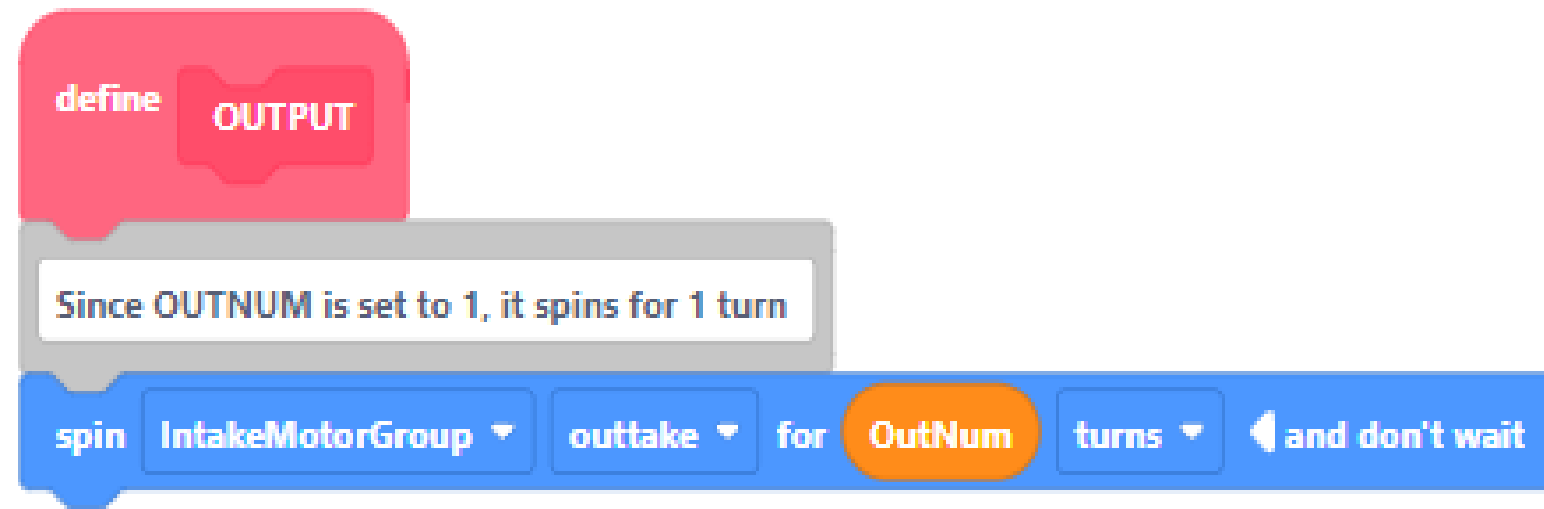 define OUTPUT
Since OUTNUM is set to 1, it spins for 1 turn
spin IntakeMotorGroup outtake for OutNum turns and don't wait